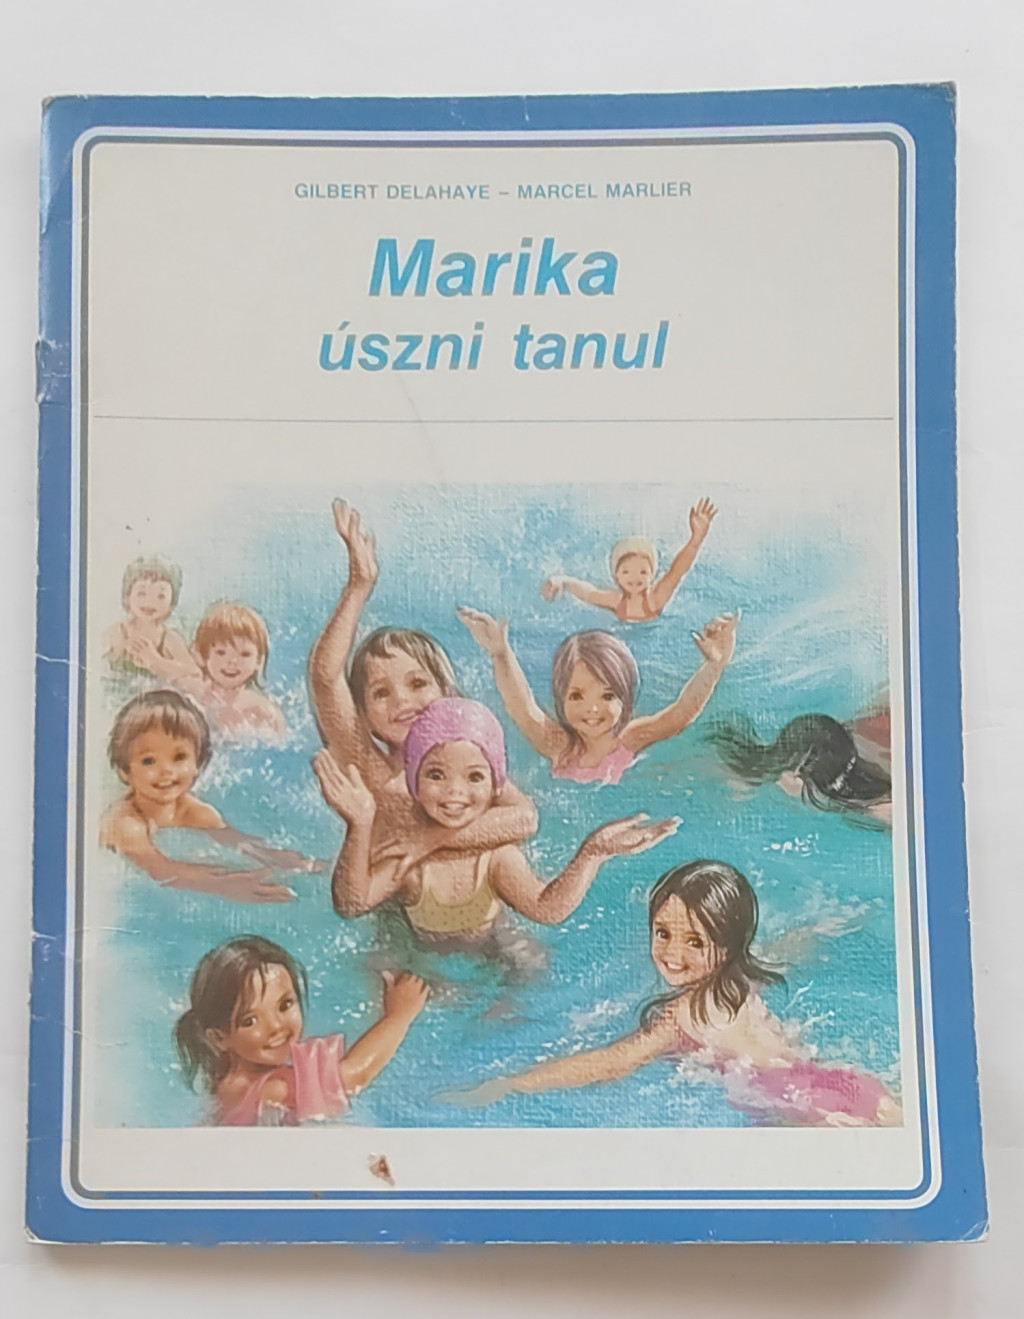 GILBERT DELAHAYE – MARCEL MARLIER
Marika
úszni tanul